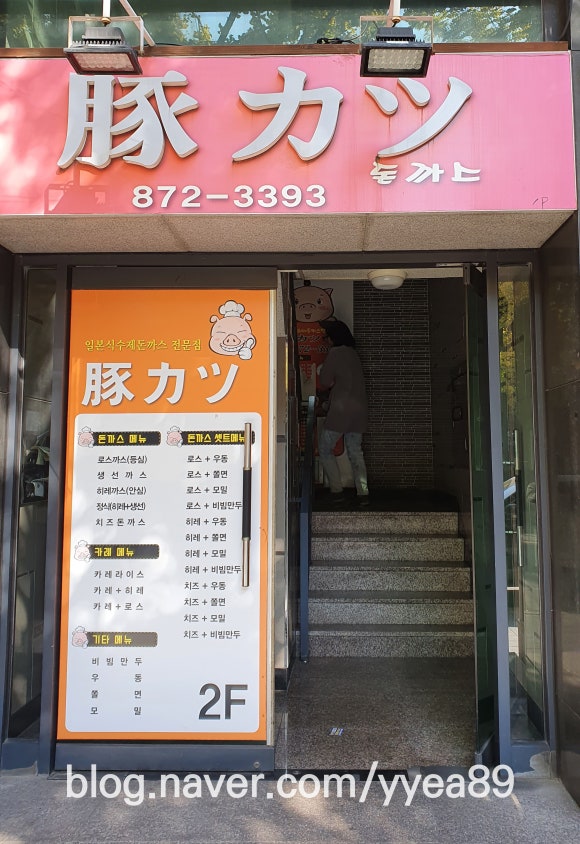 豚カツ
돈까스
872-3393
일본식수제돈까스 전문점
豚カツ
돈까스 메뉴
로스까스(등심)
생선까스
히레까스(안심)
정식(히레+생선)
치즈돈까스
카레 메뉴
카레라이스
카레+히레
카레+로스
기타 메뉴
비빔만두
우동
쫄면
모밀
돈까스 셋트메뉴
로스+우동
로스+쫄면
로스+모밀
로스+비빔만두
히레+우동
히레+쫄면
히레+모밀
히레+비빔만두
치즈+우동
치즈+쫄면
치즈+모밀
치즈+비빔만두
2F
blog.naver.com/yyea89